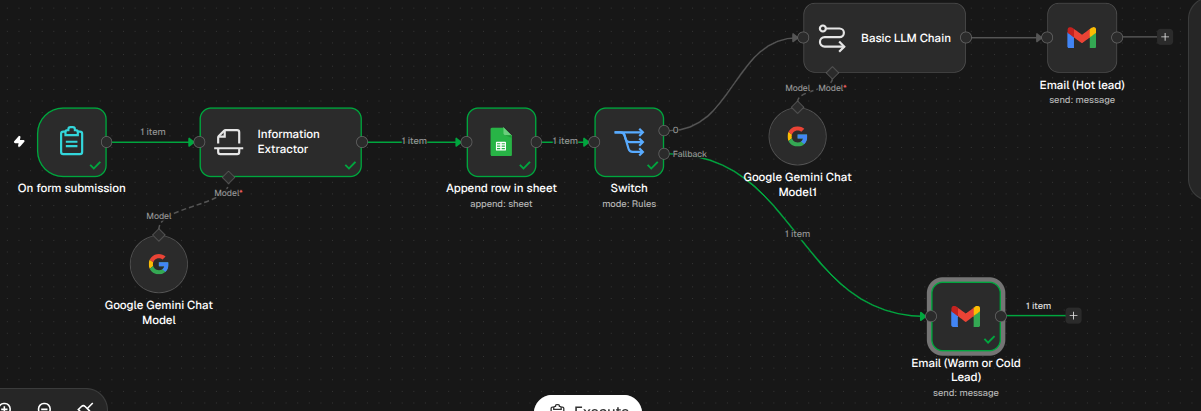 Basic LLM Chain
Model
Model*
Email (Hot lead)
send: message
On form submission
1 item
Information
Extractor
Model*
Model
Google Gemini Chat
Model
1 item
Append row in sheet
append: sheet
1 item
Switch
mode: Rules
0
Fallback
Google Gemini Chat
Model1
1 item
1 item
Email (Warm or Cold
Lead)
send: message
Execute